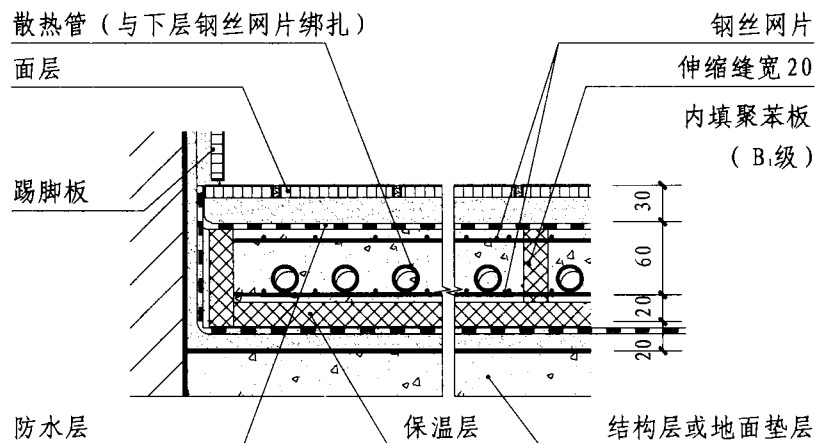 散热管（与下层钢丝网片绑扎）
钢丝网片
面层
伸缩缝宽20
内填聚苯板
（B₁级）
踢脚板
30
60
20
20
防水层
保温层
结构层或地面垫层